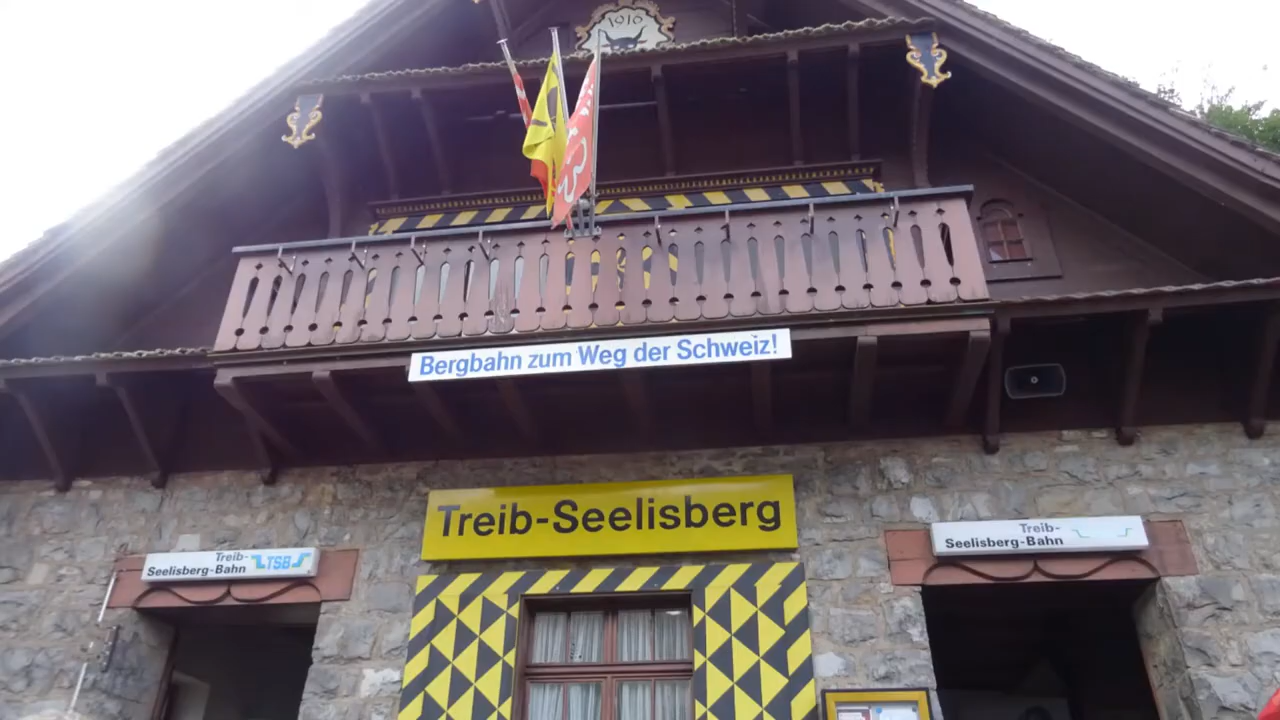 1916
Bergbahn zum Weg der Schweiz!
Treib-Seelisberg
Treib-
Seelisberg-Bahn TSB
Treib-
Seelisberg-Bahn